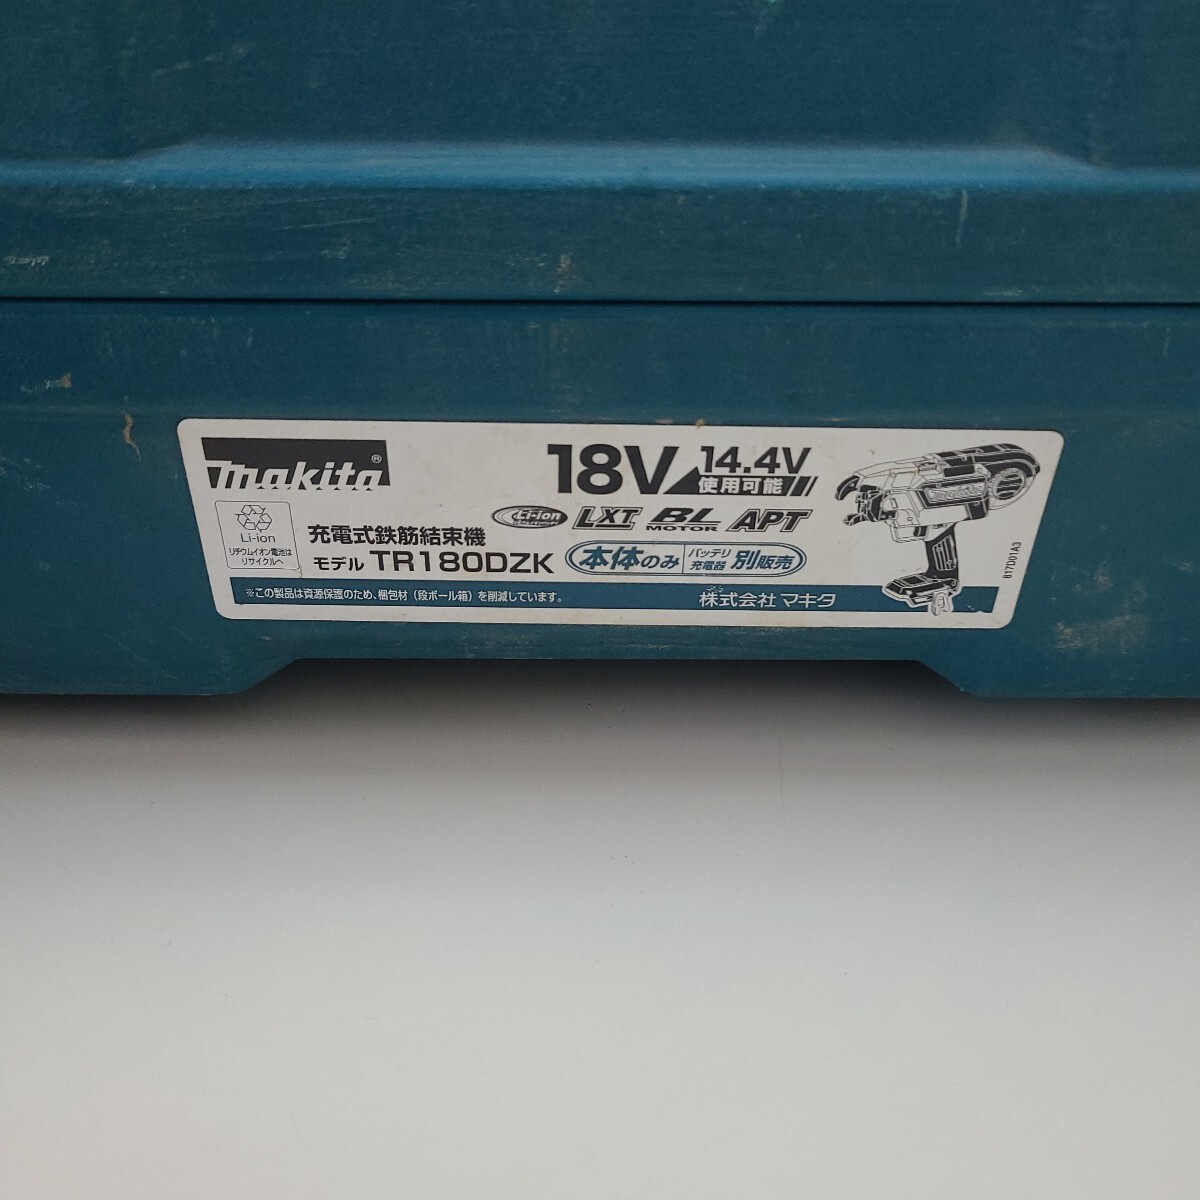 makita®
18V 14.4V 使用可能
Li-ion LXT BL MOTOR APT
Li-ion
リチウムイオン電池は
リサイクルへ
充電式鉄筋結束機
モデル TR180DZK
本体のみ バッテリ 充電器 別販売
※この製品は資源保護のため、梱包材(段ボール箱)を削減しています。
株式会社 マキタ
817D01A3
makita